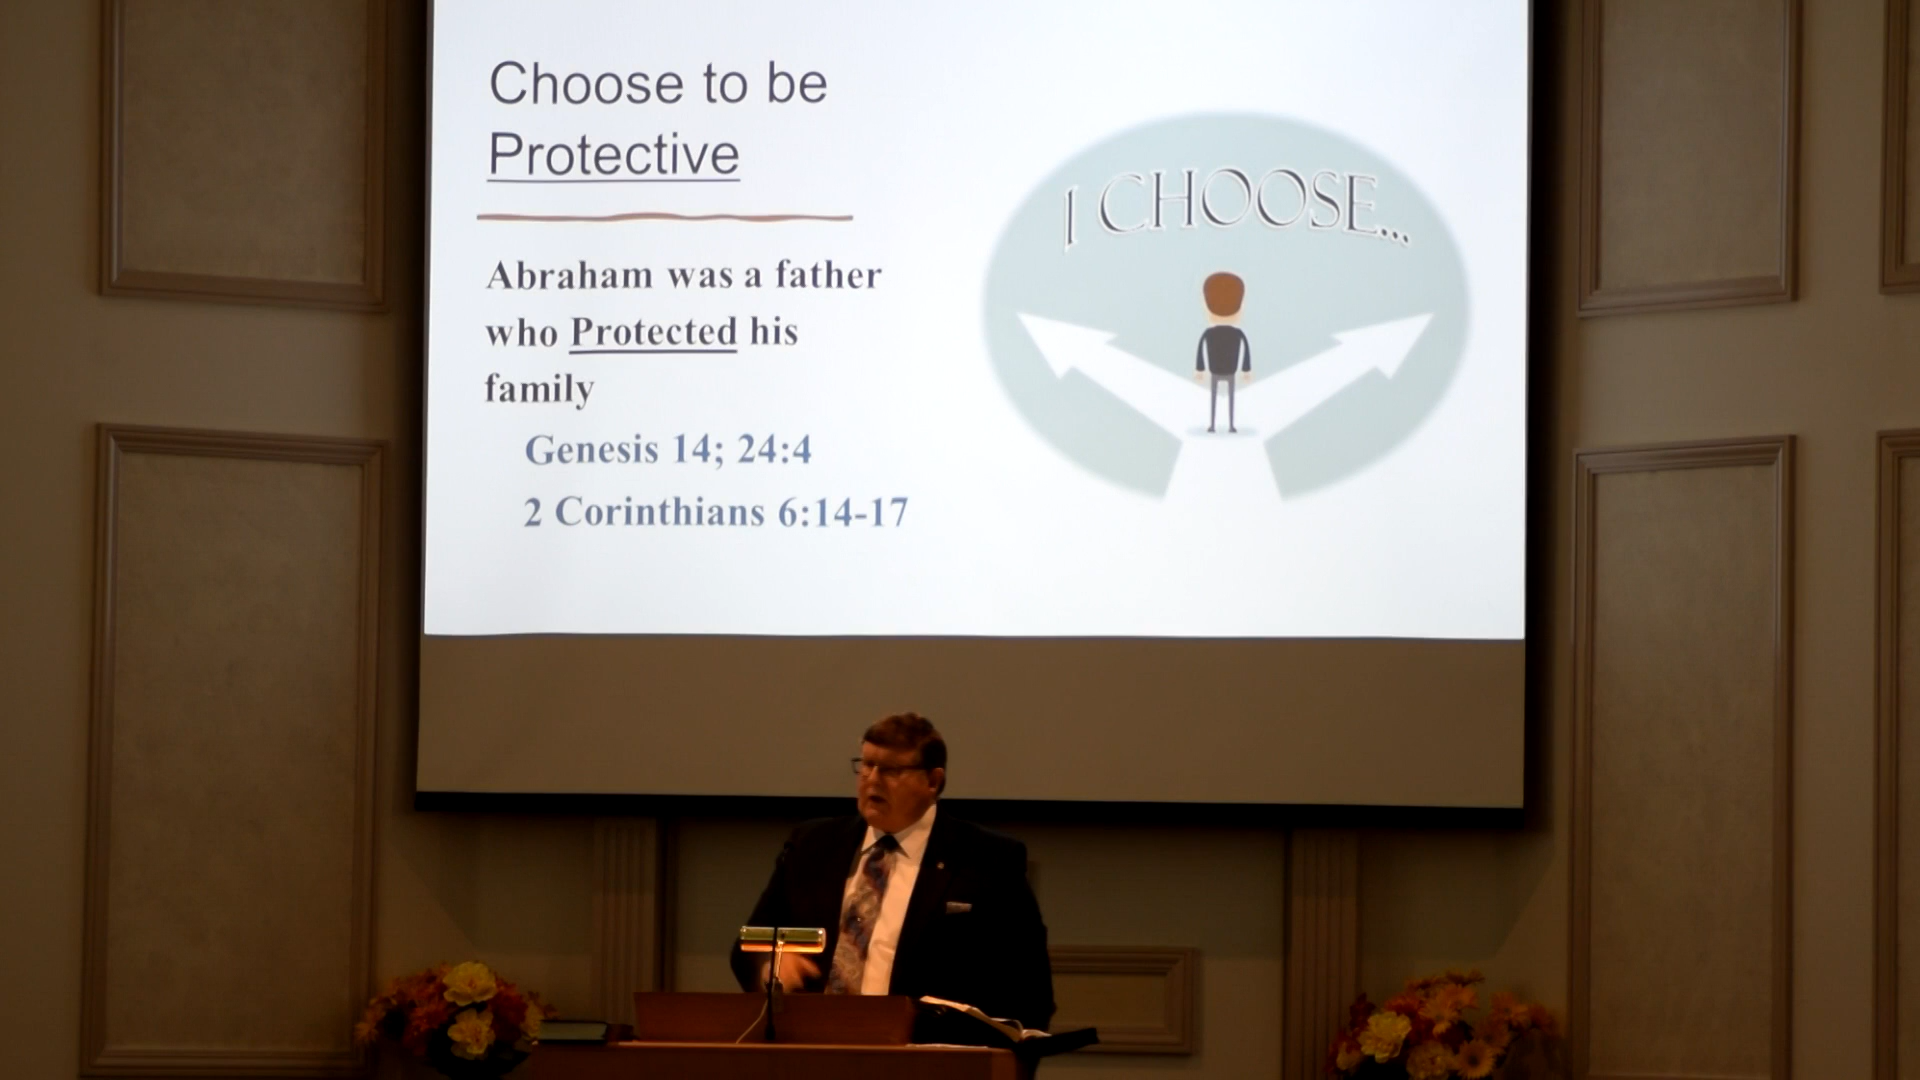 Choose to be
Protective
Abraham was a father
who Protected his
family
Genesis 14; 24:4
2 Corinthians 6:14-17
I CHOOSE...